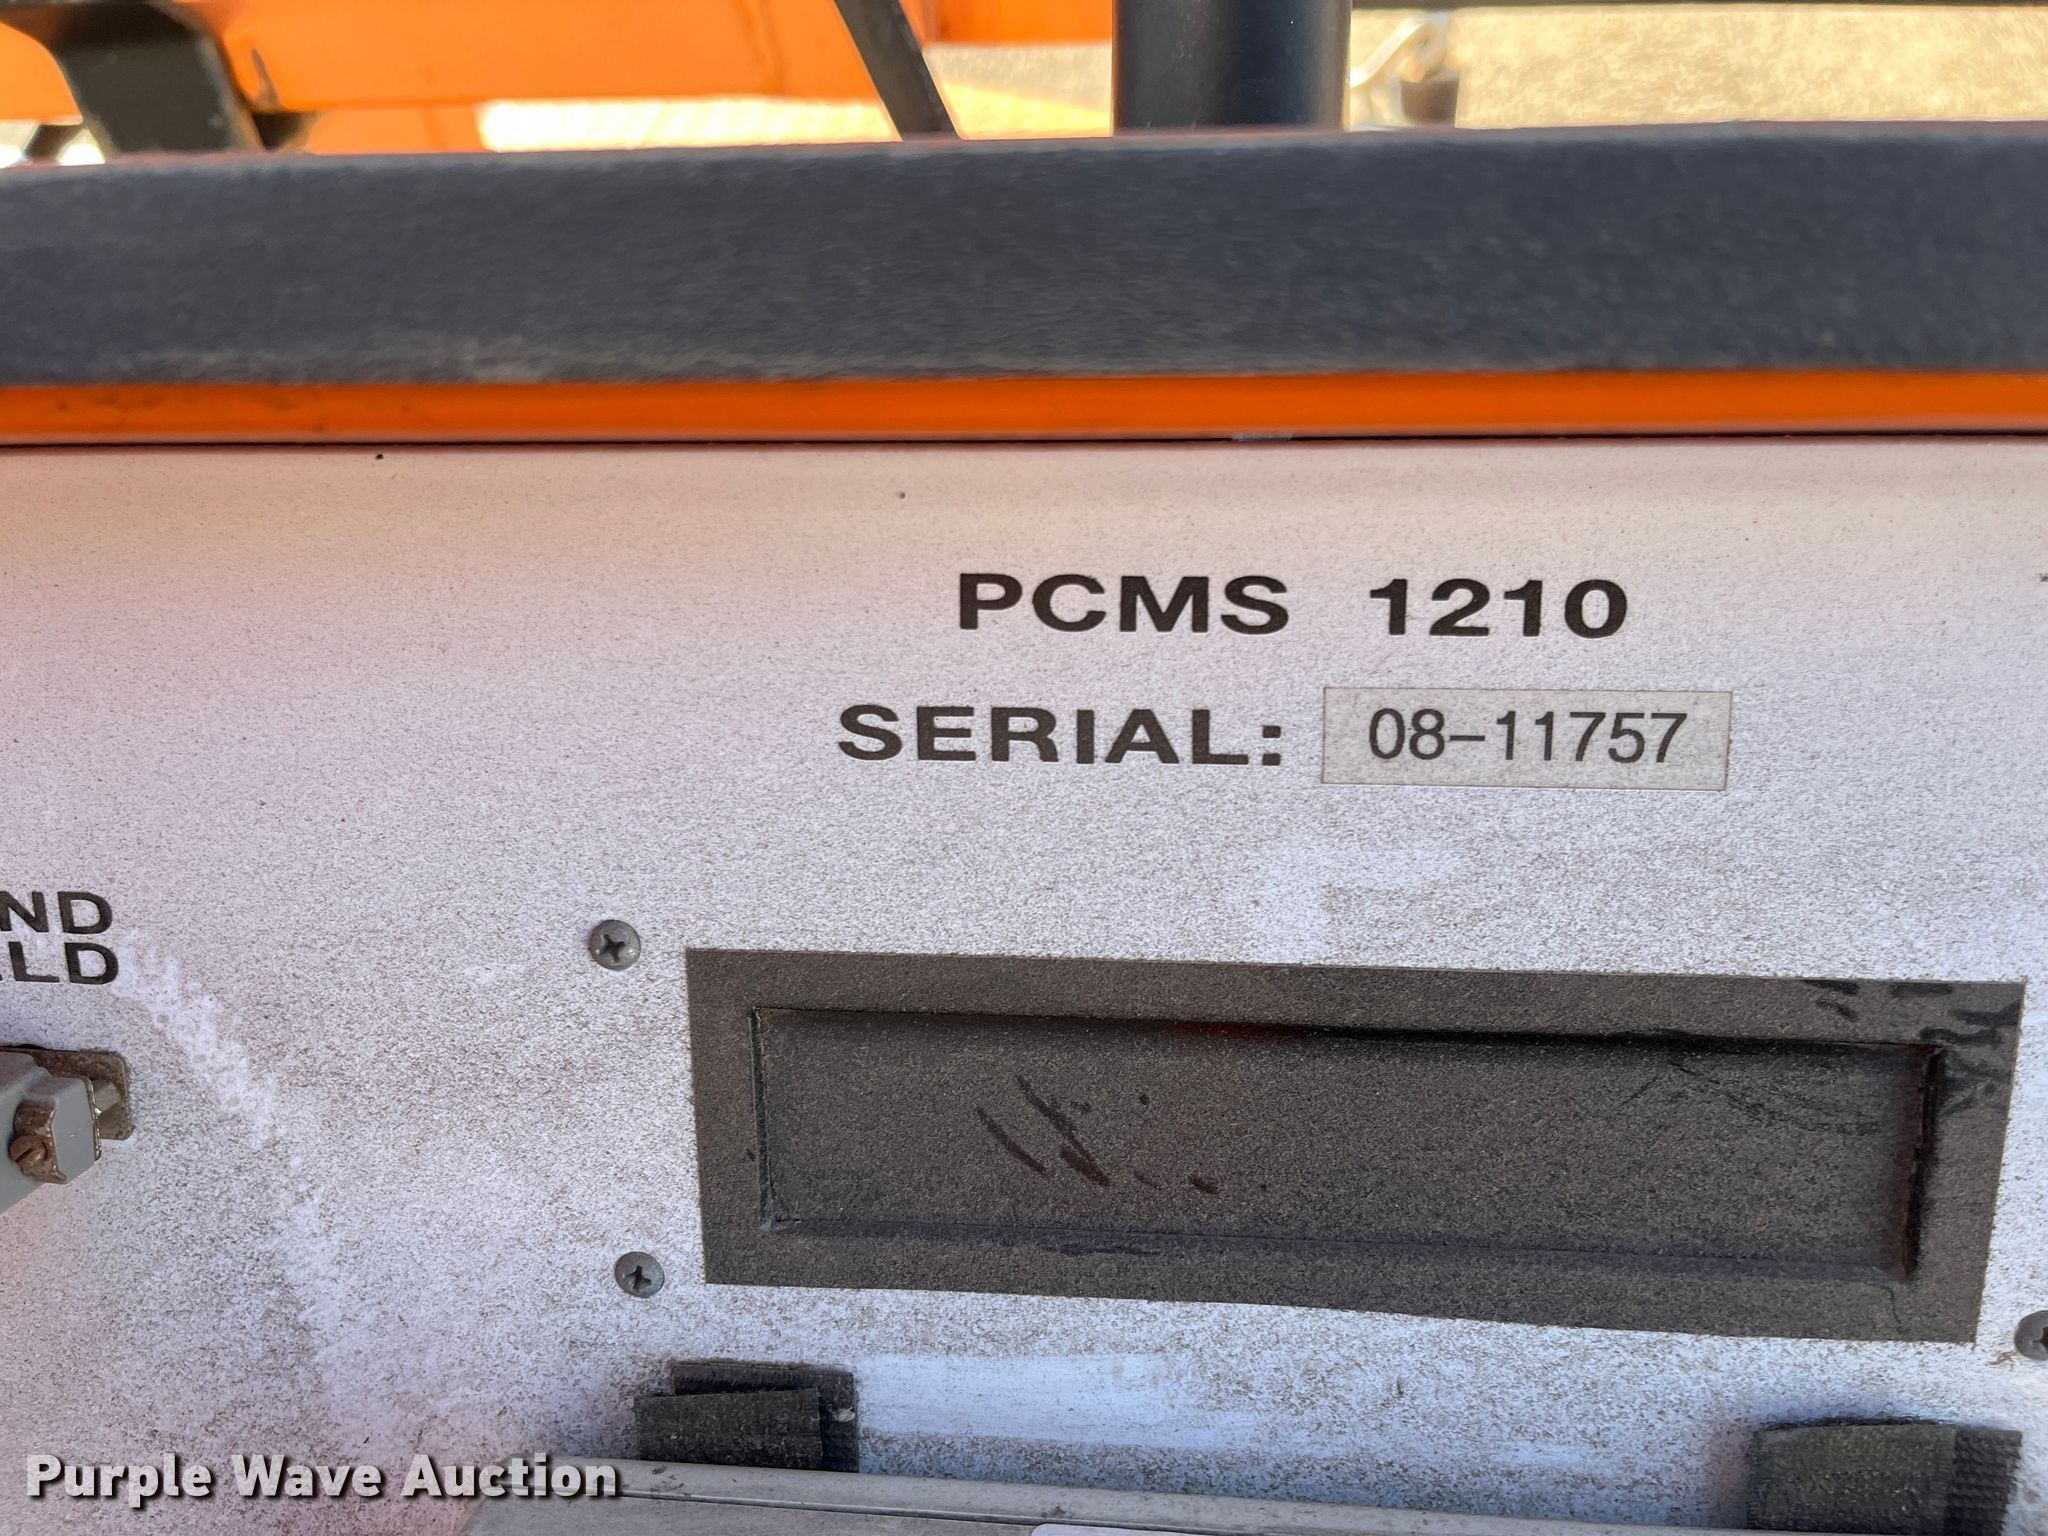 PCMS 1210
SERIAL: 08-11757
ND
LD
Purple Wave Auction